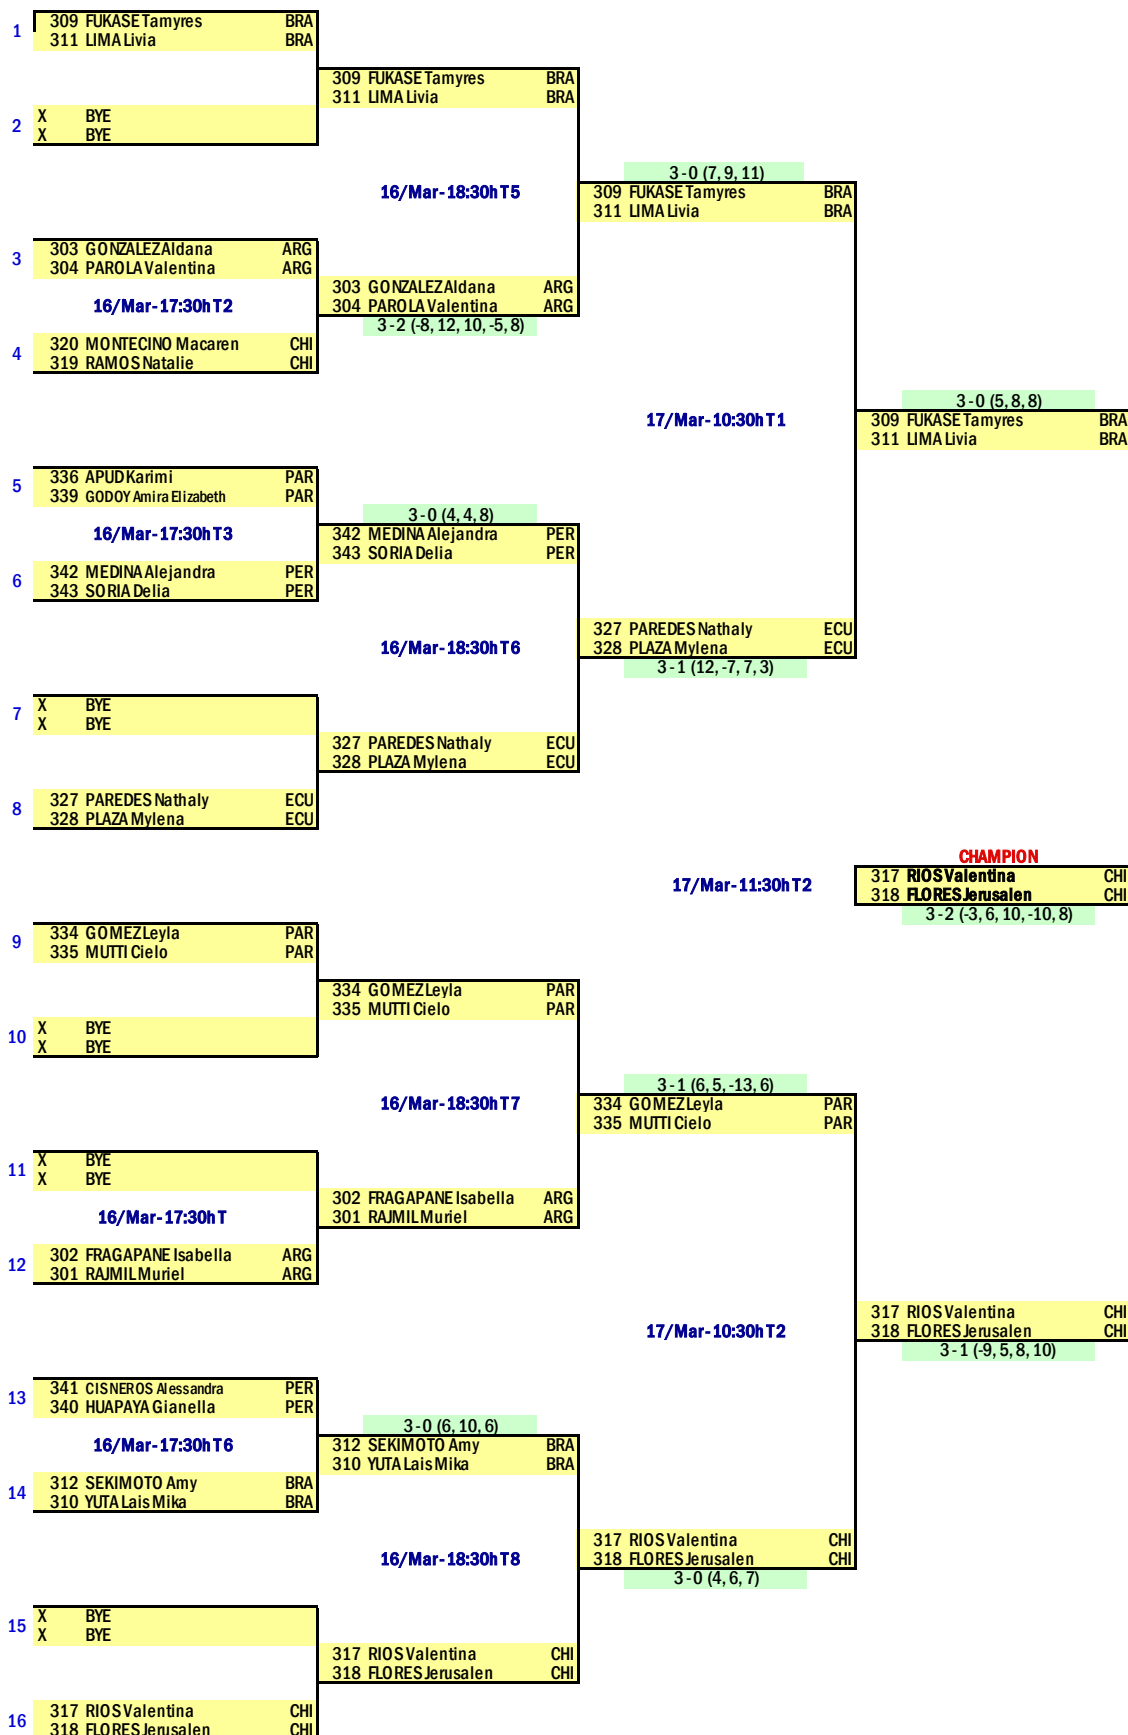 1
309 FUKASE Tamyres BRA
311 LIMA Livia BRA
309 FUKASE Tamyres BRA
311 LIMA Livia BRA
2
X BYE
X BYE
16/Mar-18:30h T5
3-0 (7, 9, 11)
309 FUKASE Tamyres BRA
311 LIMA Livia BRA
3
303 GONZALEZ Aldana ARG
304 PAROLA Valentina ARG
16/Mar-17:30h T2
303 GONZALEZ Aldana ARG
304 PAROLA Valentina ARG
3-2 (-8, 12, 10, -5, 8)
4
320 MONTECINO Macaren CHI
319 RAMOS Natalie CHI
17/Mar-10:30h T1
3-0 (5, 8, 8)
309 FUKASE Tamyres BRA
311 LIMA Livia BRA
5
336 APUD Karimi PAR
339 GODOY Amira Elizabeth PAR
16/Mar-17:30h T3
3-0 (4, 4, 8)
342 MEDINA Alejandra PER
343 SORIA Delia PER
6
342 MEDINA Alejandra PER
343 SORIA Delia PER
16/Mar-18:30h T6
327 PAREDES Nathaly ECU
328 PLAZA Mylena ECU
3-1 (12, -7, 7, 3)
7
X BYE
X BYE
327 PAREDES Nathaly ECU
328 PLAZA Mylena ECU
8
327 PAREDES Nathaly ECU
328 PLAZA Mylena ECU
17/Mar-11:30h T2
CHAMPION
317 RIOS Valentina CHI
318 FLORES Jerusalen CHI
3-2 (-3, 6, 10, -10, 8)
9
334 GOMEZ Leyla PAR
335 MUTTI Cielo PAR
334 GOMEZ Leyla PAR
335 MUTTI Cielo PAR
10
X BYE
X BYE
16/Mar-18:30h T7
3-1 (6, 5, -13, 6)
334 GOMEZ Leyla PAR
335 MUTTI Cielo PAR
11
X BYE
X BYE
16/Mar-17:30h T
302 FRAGAPANE Isabella ARG
301 RAJMIL Muriel ARG
12
302 FRAGAPANE Isabella ARG
301 RAJMIL Muriel ARG
17/Mar-10:30h T2
317 RIOS Valentina CHI
318 FLORES Jerusalen CHI
3-1 (-9, 5, 8, 10)
13
341 CISNEROS Alessandra PER
340 HUAPAYA Gianella PER
16/Mar-17:30h T6
3-0 (6, 10, 6)
312 SEKIMOTO Amy BRA
310 YUTA Lais Mika BRA
14
312 SEKIMOTO Amy BRA
310 YUTA Lais Mika BRA
16/Mar-18:30h T8
317 RIOS Valentina CHI
318 FLORES Jerusalen CHI
3-0 (4, 6, 7)
15
X BYE
X BYE
317 RIOS Valentina CHI
318 FLORES Jerusalen CHI
16
317 RIOS Valentina CHI
318 FLORES Jerusalen CHI